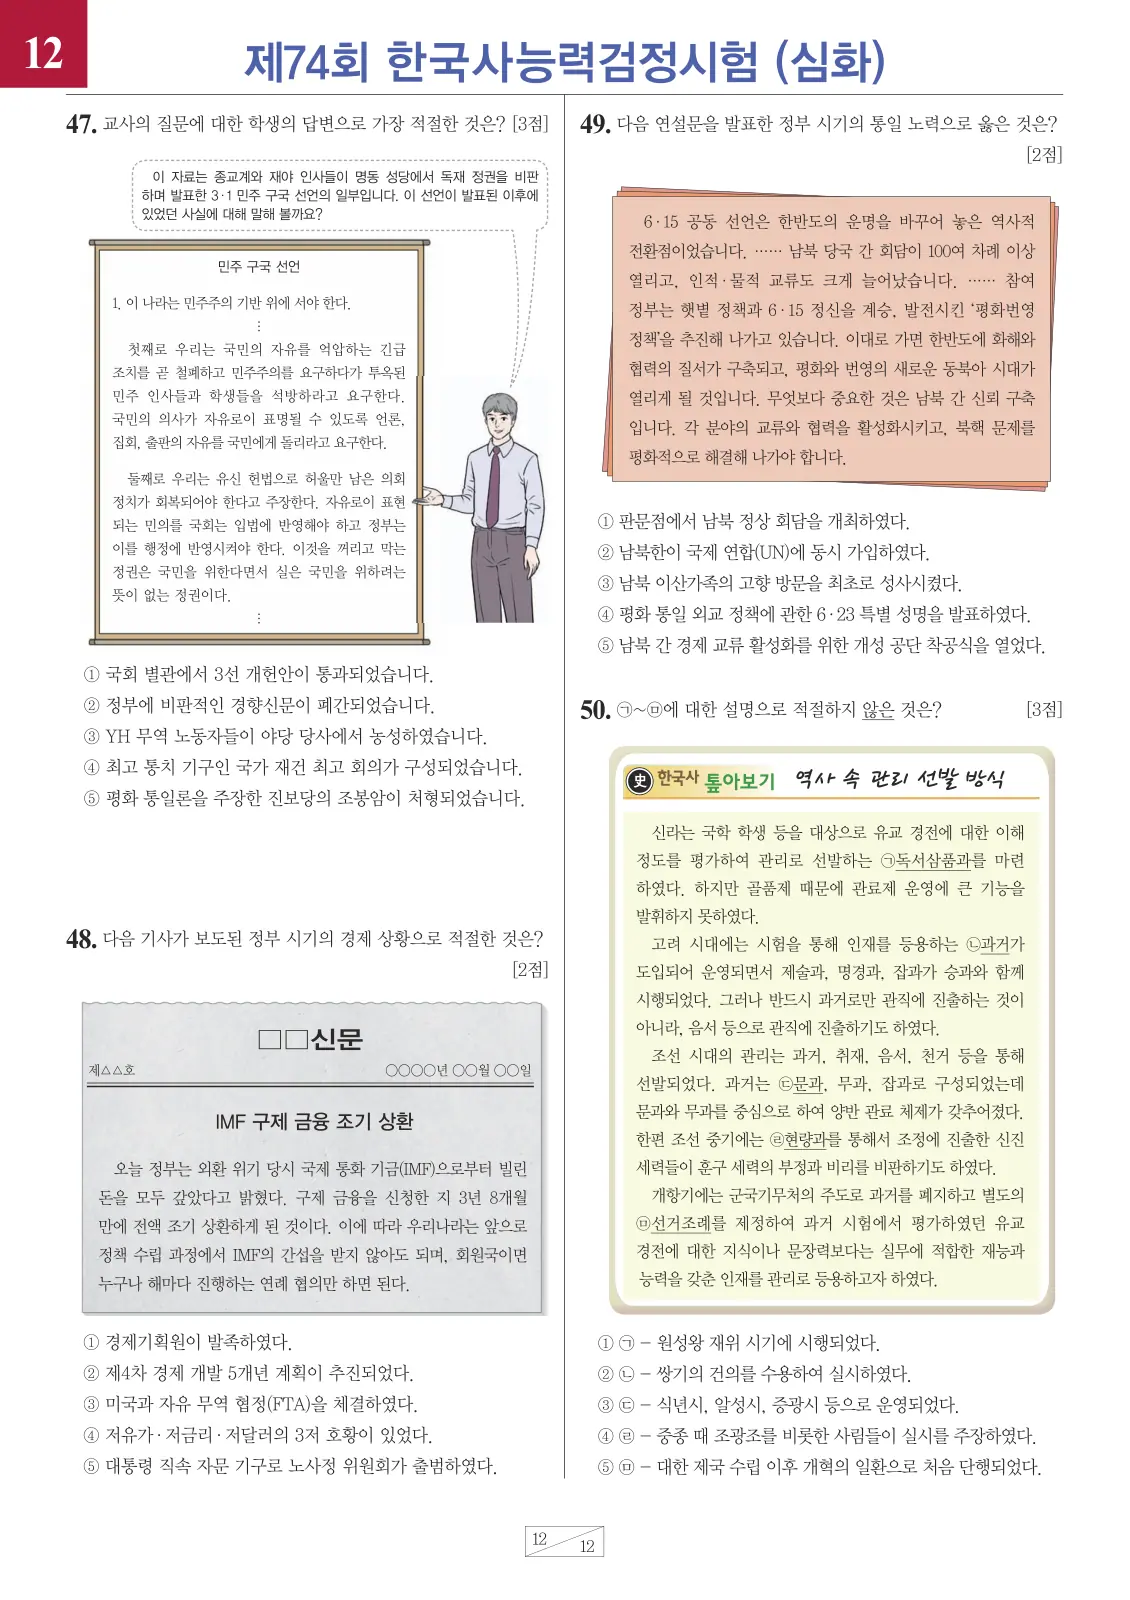 12
제74회 한국사능력검정시험 (심화)
47. 교사의 질문에 대한 학생의 답변으로 가장 적절한 것은? [3점]
이 자료는 종교계와 재야 인사들이 명동 성당에서 독재 정권을 비판
하며 발표한 3·1 민주 구국 선언의 일부입니다. 이 선언이 발표된 이후에
있었던 사실에 대해 말해 볼까요?
민주 구국 선언
1. 이 나라는 민주주의 기반 위에 서야 한다.
⋮
첫째로 우리는 국민의 자유를 억압하는 긴급
조치를 곧 철폐하고 민주주의를 요구하다가 투옥된
민주 인사들과 학생들을 석방하라고 요구한다.
국민의 의사가 자유로이 표명될 수 있도록 언론,
집회, 출판의 자유를 국민에게 돌리라고 요구한다.
둘째로 우리는 유신 헌법으로 허울만 남은 의회
정치가 회복되어야 한다고 주장한다. 자유로이 표현
되는 민의를 국회는 입법에 반영해야 하고 정부는
이를 행정에 반영시켜야 한다. 이것을 꺼리고 막는
정권은 국민을 위한다면서 실은 국민을 위하려는
뜻이 없는 정권이다.
⋮
① 국회 별관에서 3선 개헌안이 통과되었습니다.
② 정부에 비판적인 경향신문이 폐간되었습니다.
③ YH 무역 노동자들이 야당 당사에서 농성하였습니다.
④ 최고 통치 기구인 국가 재건 최고 회의가 구성되었습니다.
⑤ 평화 통일론을 주장한 진보당의 조봉암이 처형되었습니다.
48. 다음 기사가 보도된 정부 시기의 경제 상황으로 적절한 것은?
[2점]
□□신문
제△△호 ○○○○년 ○○월 ○○일
IMF 구제 금융 조기 상환
오늘 정부는 외환 위기 당시 국제 통화 기금(IMF)으로부터 빌린
돈을 모두 갚았다고 밝혔다. 구제 금융을 신청한 지 3년 8개월
만에 전액 조기 상환하게 된 것이다. 이에 따라 우리나라는 앞으로
정책 수립 과정에서 IMF의 간섭을 받지 않아도 되며, 회원국이면
누구나 해마다 진행하는 연례 협의만 하면 된다.
① 경제기획원이 발족하였다.
② 제4차 경제 개발 5개년 계획이 추진되었다.
③ 미국과 자유 무역 협정(FTA)을 체결하였다.
④ 저유가·저금리·저달러의 3저 호황이 있었다.
⑤ 대통령 직속 자문 기구로 노사정 위원회가 출범하였다.
49. 다음 연설문을 발표한 정부 시기의 통일 노력으로 옳은 것은?
[2점]
6·15 공동 선언은 한반도의 운명을 바꾸어 놓은 역사적
전환점이었습니다. …… 남북 당국 간 회담이 100여 차례 이상
열리고, 인적·물적 교류도 크게 늘어났습니다. …… 참여
정부는 햇볕 정책과 6·15 정신을 계승, 발전시킨 ‘평화번영
정책’을 추진해 나가고 있습니다. 이대로 가면 한반도에 화해와
협력의 질서가 구축되고, 평화와 번영의 새로운 동북아 시대가
열리게 될 것입니다. 무엇보다 중요한 것은 남북 간 신뢰 구축
입니다. 각 분야의 교류와 협력을 활성화시키고, 북핵 문제를
평화적으로 해결해 나가야 합니다.
① 판문점에서 남북 정상 회담을 개최하였다.
② 남북한이 국제 연합(UN)에 동시 가입하였다.
③ 남북 이산가족의 고향 방문을 최초로 성사시켰다.
④ 평화 통일 외교 정책에 관한 6·23 특별 성명을 발표하였다.
⑤ 남북 간 경제 교류 활성화를 위한 개성 공단 착공식을 열었다.
50. ㉠~㉤에 대한 설명으로 적절하지 않은 것은? [3점]
史 한국사 톺아보기 역사 속 관리 선발 방식
신라는 국학 학생 등을 대상으로 유교 경전에 대한 이해
정도를 평가하여 관리로 선발하는 ㉠독서삼품과를 마련
하였다. 하지만 골품제 때문에 관료제 운영에 큰 기능을
발휘하지 못하였다.
고려 시대에는 시험을 통해 인재를 등용하는 ㉡과거가
도입되어 운영되면서 제술과, 명경과, 잡과가 승과와 함께
시행되었다. 그러나 반드시 과거로만 관직에 진출하는 것이
아니라, 음서 등으로 관직에 진출하기도 하였다.
조선 시대의 관리는 과거, 취재, 음서, 천거 등을 통해
선발되었다. 과거는 ㉢문과, 무과, 잡과로 구성되었는데
문과와 무과를 중심으로 하여 양반 관료 체제가 갖추어졌다.
한편 조선 중기에는 ㉣현량과를 통해서 조정에 진출한 신진
세력들이 훈구 세력의 부정과 비리를 비판하기도 하였다.
개항기에는 군국기무처의 주도로 과거를 폐지하고 별도의
㉤선거조례를 제정하여 과거 시험에서 평가하였던 유교
경전에 대한 지식이나 문장력보다는 실무에 적합한 재능과
능력을 갖춘 인재를 관리로 등용하고자 하였다.
① ㉠ - 원성왕 재위 시기에 시행되었다.
② ㉡ - 쌍기의 건의를 수용하여 실시하였다.
③ ㉢ - 식년시, 알성시, 증광시 등으로 운영되었다.
④ ㉣ - 중종 때 조광조를 비롯한 사림들이 실시를 주장하였다.
⑤ ㉤ - 대한 제국 수립 이후 개혁의 일환으로 처음 단행되었다.
12
12